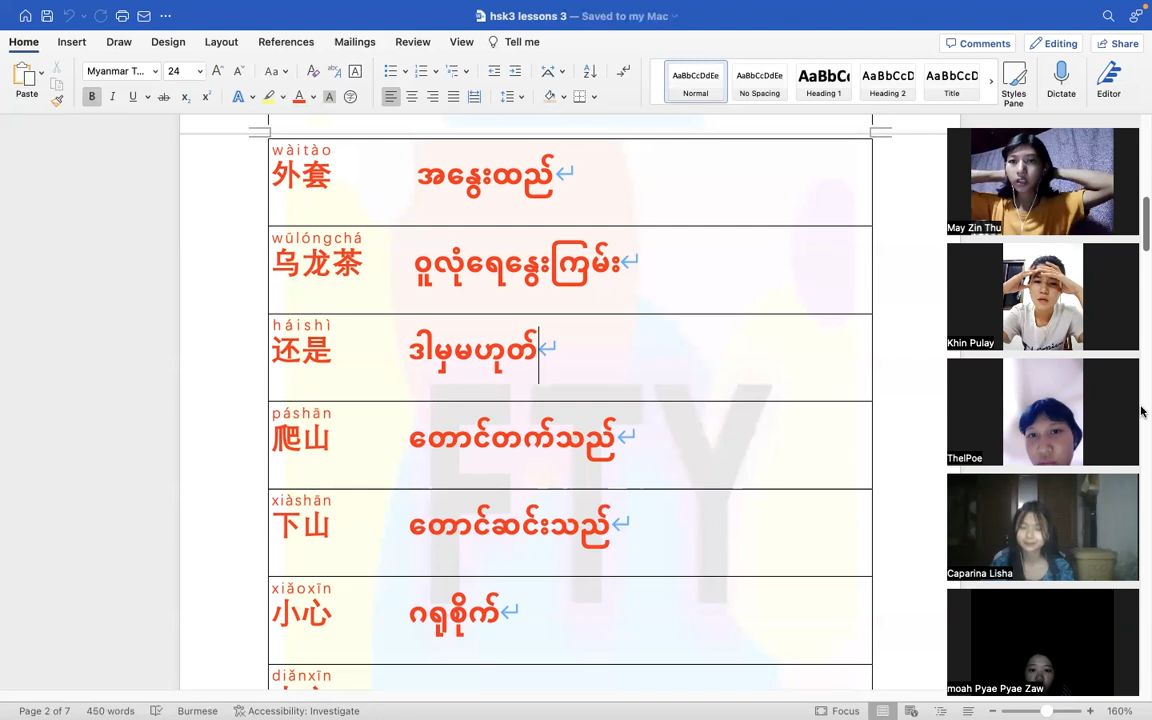 hsk3 lessons 3 — Saved to my Mac
Home Insert Draw Design Layout References Mailings Review View Tell me Comments Editing Share
Paste Myanmar T... 24 Normal No Spacing Heading 1 Heading 2 Title Styles Pane Dictate Editor
wàitào
外套 အနွေးထည်
wūlóngchá
乌龙茶 ဝူလုံရေနွေးကြမ်း
háishì
还是 ဒါမှမဟုတ်
páshān
爬山 တောင်တက်သည်
xiàshān
下山 တောင်ဆင်းသည်
xiǎoxīn
小心 ဂရုစိုက်
diǎnxīn
FTY
May Zin Thu
Khin Pulay
ThelPoe
Caparina Lisha
moah Pyae Pyae Zaw
Page 2 of 7 450 words Burmese Accessibility: Investigate Focus 160%